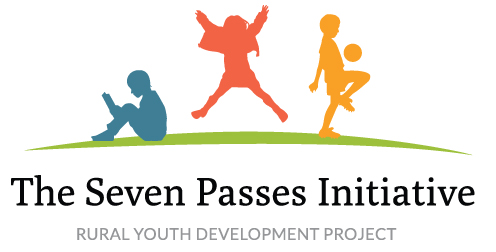 The Seven Passes Initiative
RURAL YOUTH DEVELOPMENT PROJECT